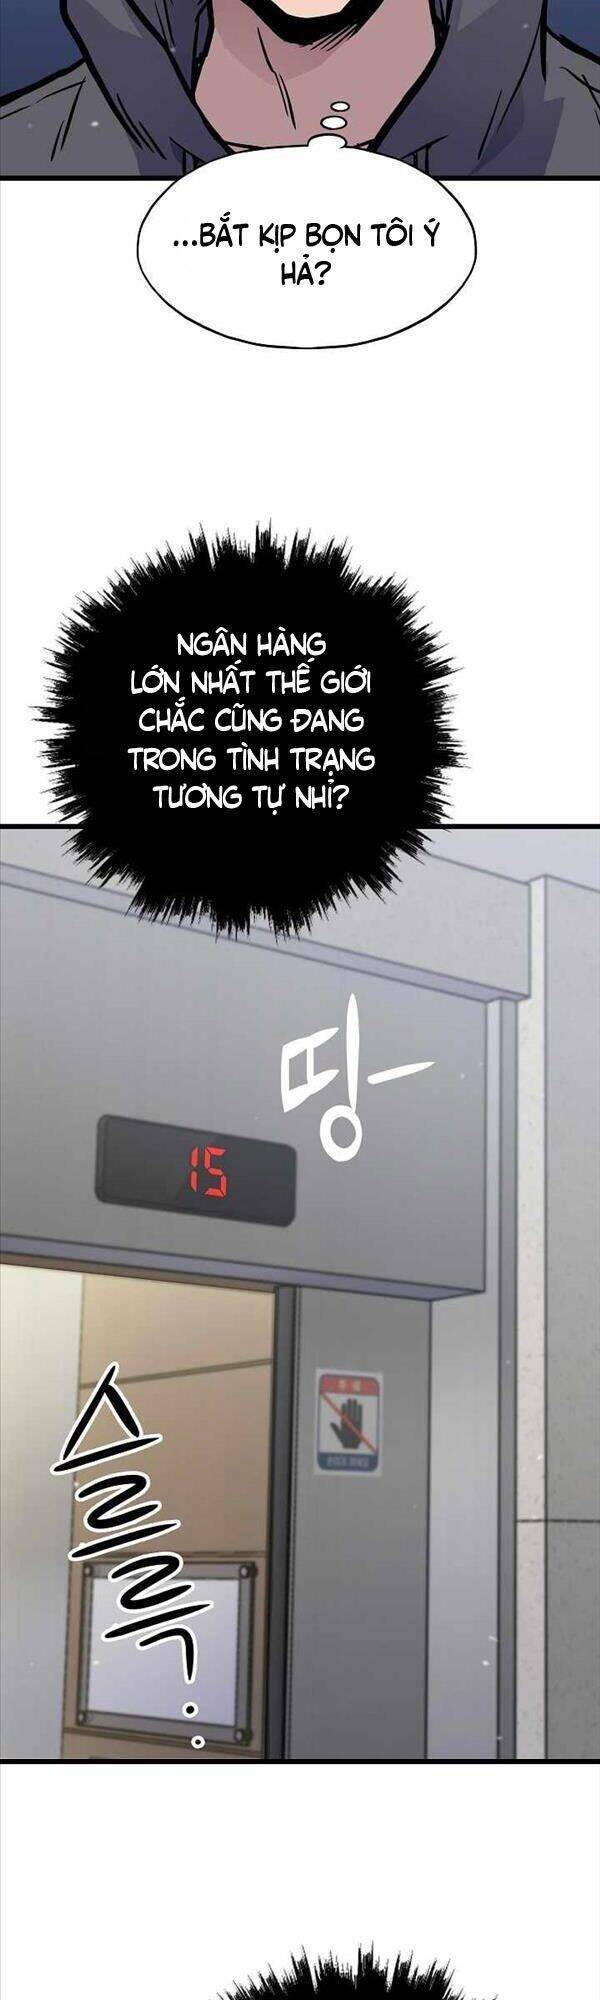 ...BẮT KỊP BỌN TÔI Ý
HẢ?
NGÂN HÀNG
LỚN NHẤT THẾ GIỚI
CHẮC CŨNG ĐANG
TRONG TÌNH TRẠNG
TƯƠNG TỰ NHỈ?
띵-
15
스르륵...